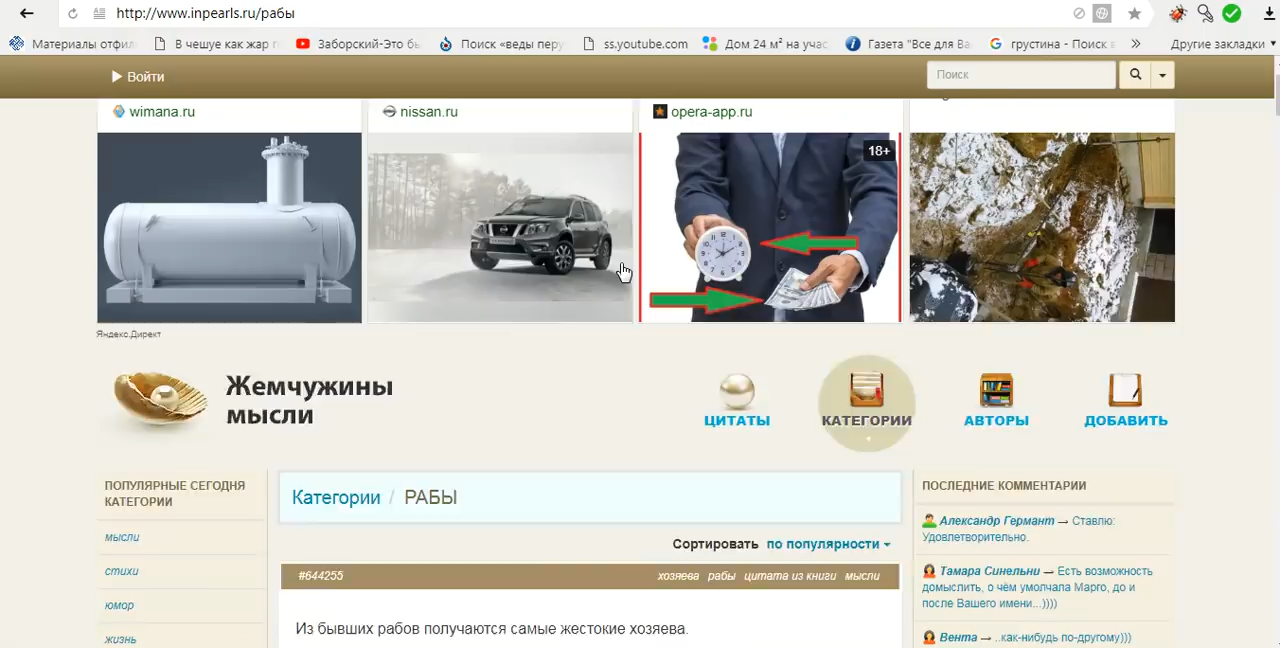 http://www.inpearls.ru/рабы
Материалы отфил
В чешуе как жар г
Заборский-Это бы
Поиск «веды перу
ss.youtube.com
Дом 24 м² на учас
Газета "Все для Ва
грустина - Поиск в
Другие закладки
Войти
Поиск
wimana.ru
nissan.ru
opera-app.ru
18+
Яндекс.Директ
Жемчужины
мысли
ЦИТАТЫ
КАТЕГОРИИ
АВТОРЫ
ДОБАВИТЬ
ПОПУЛЯРНЫЕ СЕГОДНЯ
КАТЕГОРИИ
мысли
стихи
юмор
жизнь
Категории / РАБЫ
Сортировать по популярности
#644255 хозяева рабы цитата из книги мысли
Из бывших рабов получаются самые жестокие хозяева.
ПОСЛЕДНИЕ КОММЕНТАРИИ
Александр Германт → Ставлю:
Удовлетворительно.
Тамара Синельни → Есть возможность
домыслить, о чём умолчала Марго, до и
после Вашего имени...))))
Вента → ..как-нибудь по-другому)))